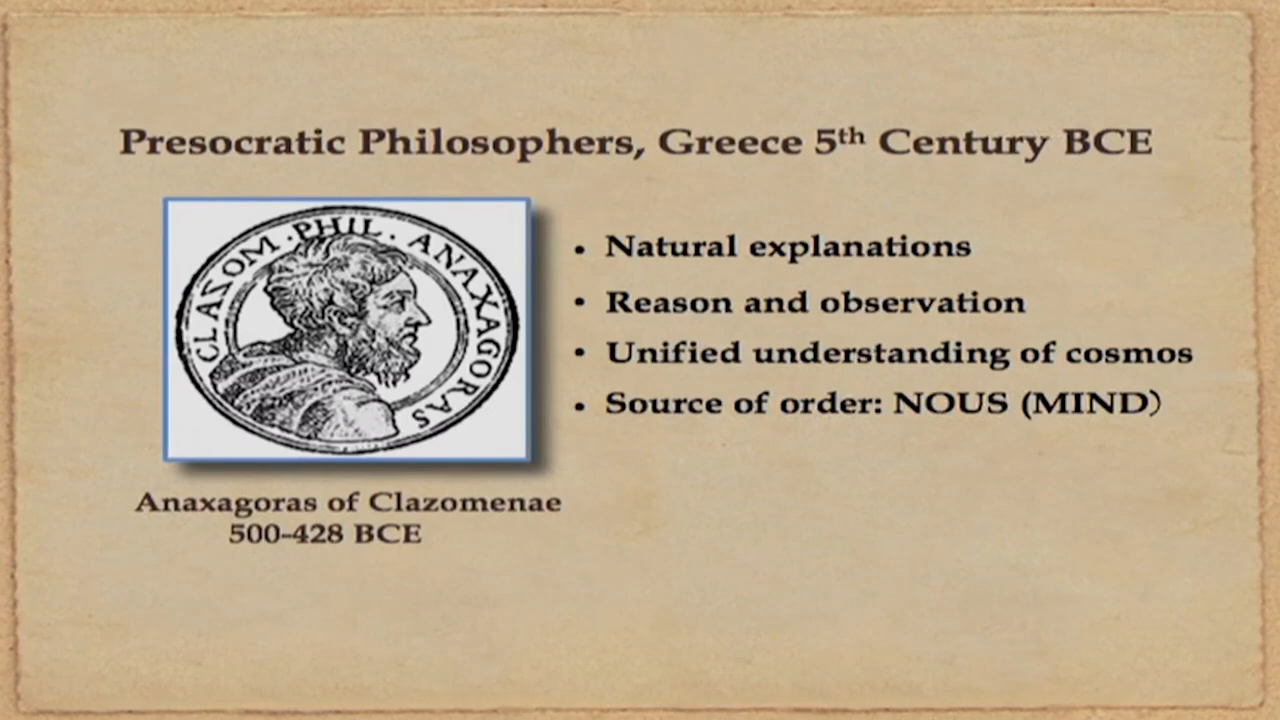 Presocratic Philosophers, Greece 5th Century BCE
CLAZOM · PHIL · ANAXAGORAS
• Natural explanations
• Reason and observation
• Unified understanding of cosmos
• Source of order: NOUS (MIND)
Anaxagoras of Clazomenae
500-428 BCE